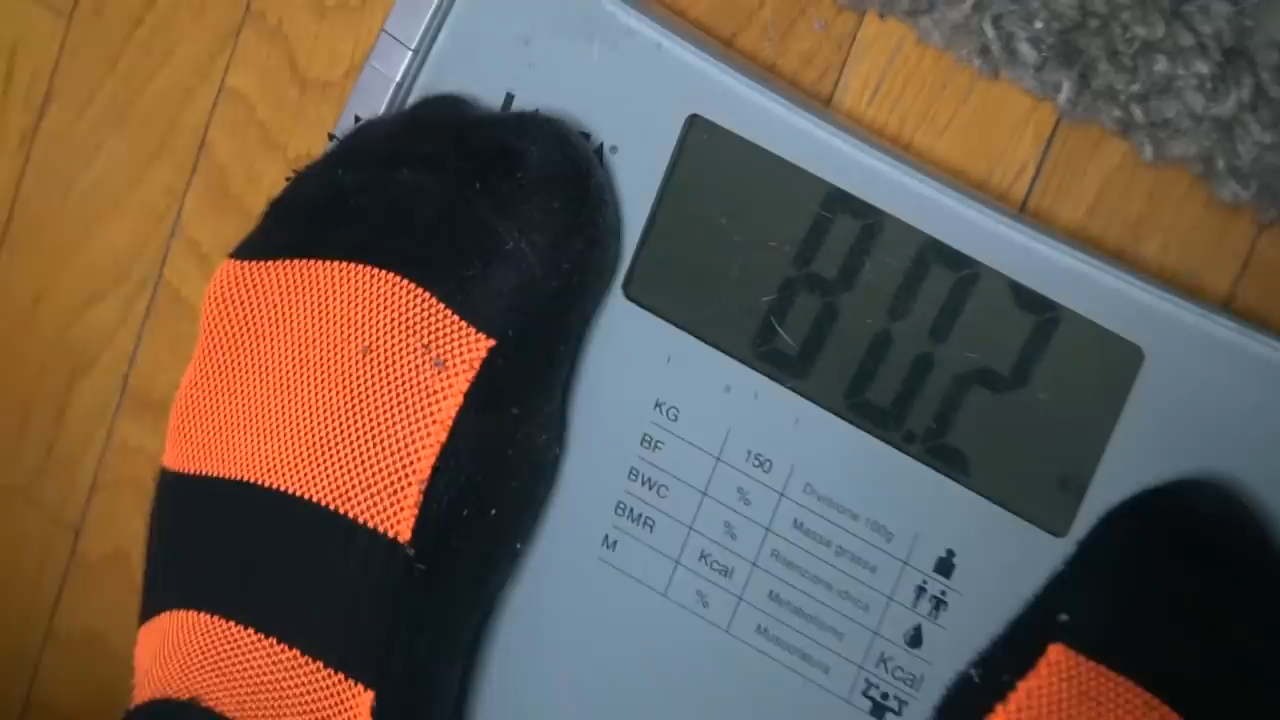 80.2
KG 150 Divisione 100g
BF % Massa grassa
BWC % Ritenzione idrica
BMR Kcal Metabolismo Kcal
M % Muscolatura